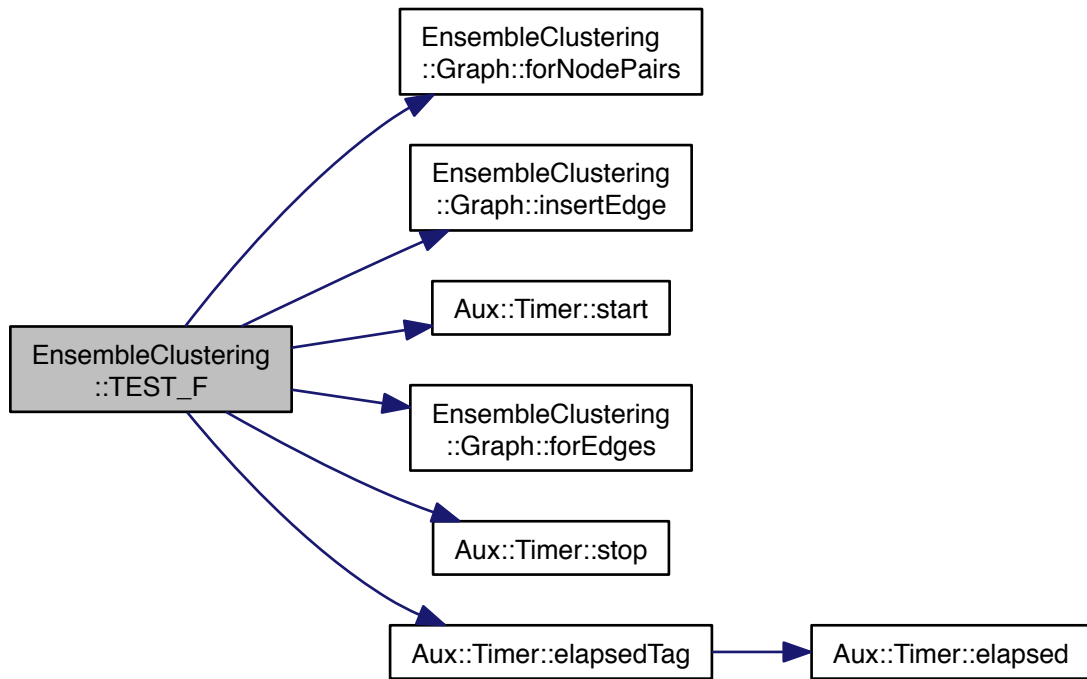 EnsembleClustering
::Graph::forNodePairs
EnsembleClustering
::Graph::insertEdge
Aux::Timer::start
EnsembleClustering
::TEST_F
EnsembleClustering
::Graph::forEdges
Aux::Timer::stop
Aux::Timer::elapsedTag
Aux::Timer::elapsed